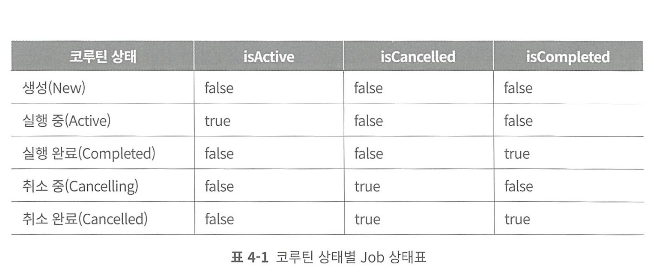 코루틴 상태 isActive isCancelled isCompleted
생성(New) false false false
실행 중(Active) true false false
실행 완료(Completed) false false true
취소 중(Cancelling) false true false
취소 완료(Cancelled) false true true
표 4-1 코루틴 상태별 Job 상태표